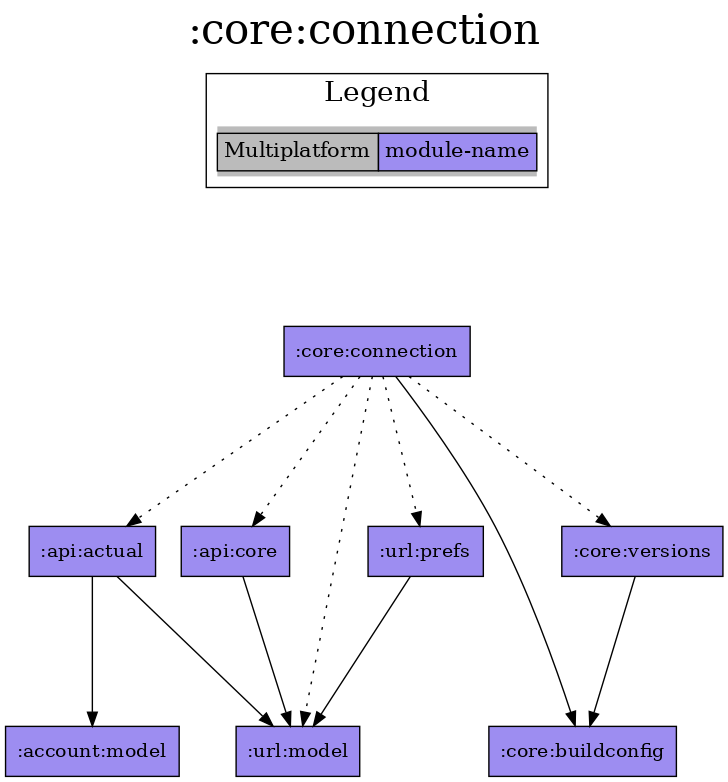 :core:connection
Legend
Multiplatform module-name
:core:connection
:api:actual :api:core :url:prefs :core:versions
:account:model :url:model :core:buildconfig